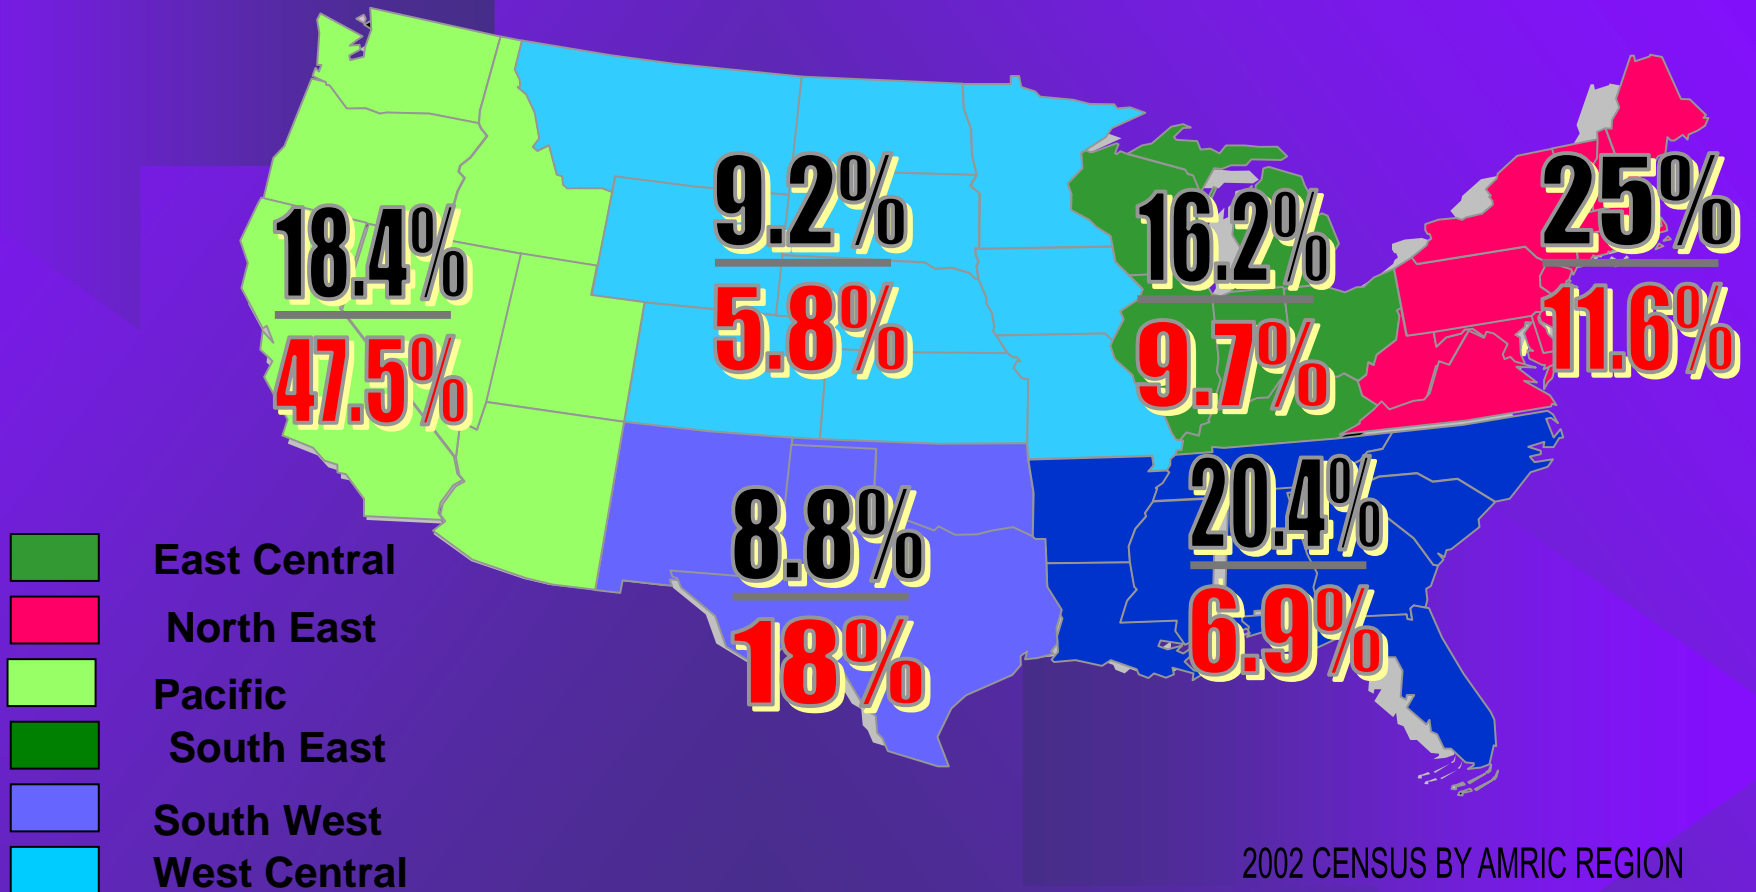 18.4%
47.5%
9.2%
5.8%
16.2%
9.7%
25%
11.6%
8.8%
18%
20.4%
6.9%
East Central
North East
Pacific
South East
South West
West Central
2002 CENSUS BY AMRIC REGION